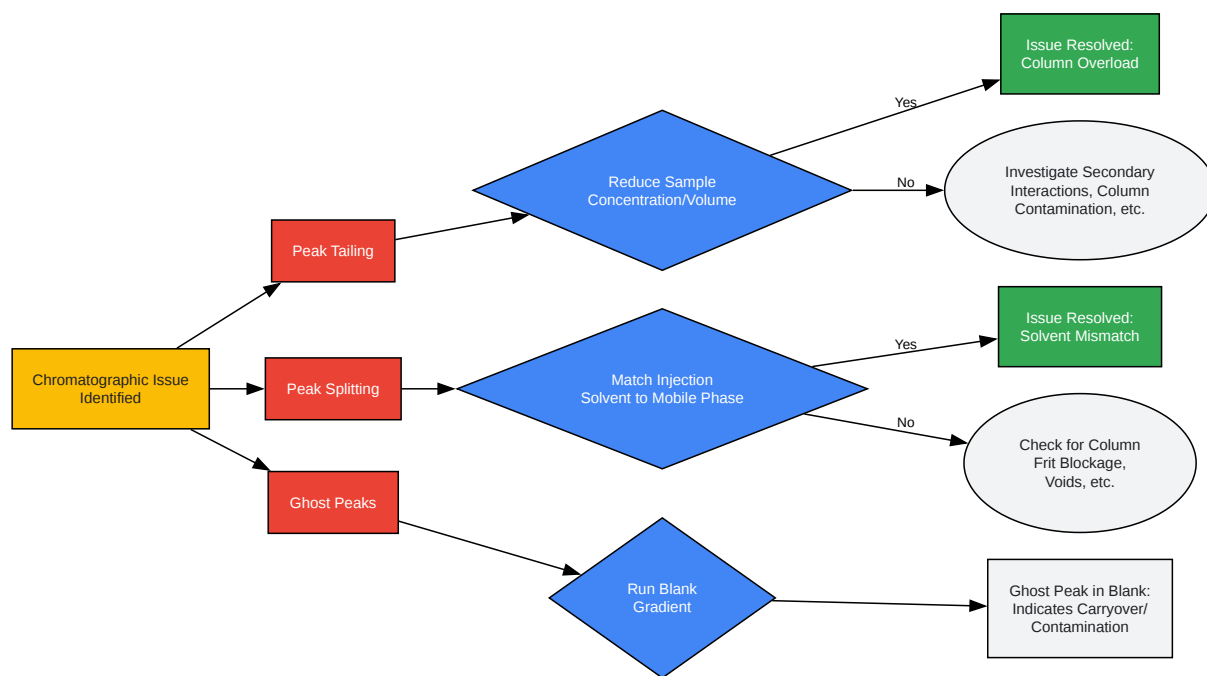 Chromatographic Issue
Identified
Peak Tailing
Peak Splitting
Ghost Peaks
Reduce Sample
Concentration/Volume
Match Injection
Solvent to Mobile Phase
Run Blank
Gradient
Yes
No
Yes
No
Issue Resolved:
Column Overload
Investigate Secondary
Interactions, Column
Contamination, etc.
Issue Resolved:
Solvent Mismatch
Check for Column
Frit Blockage,
Voids, etc.
Ghost Peak in Blank:
Indicates Carryover/
Contamination